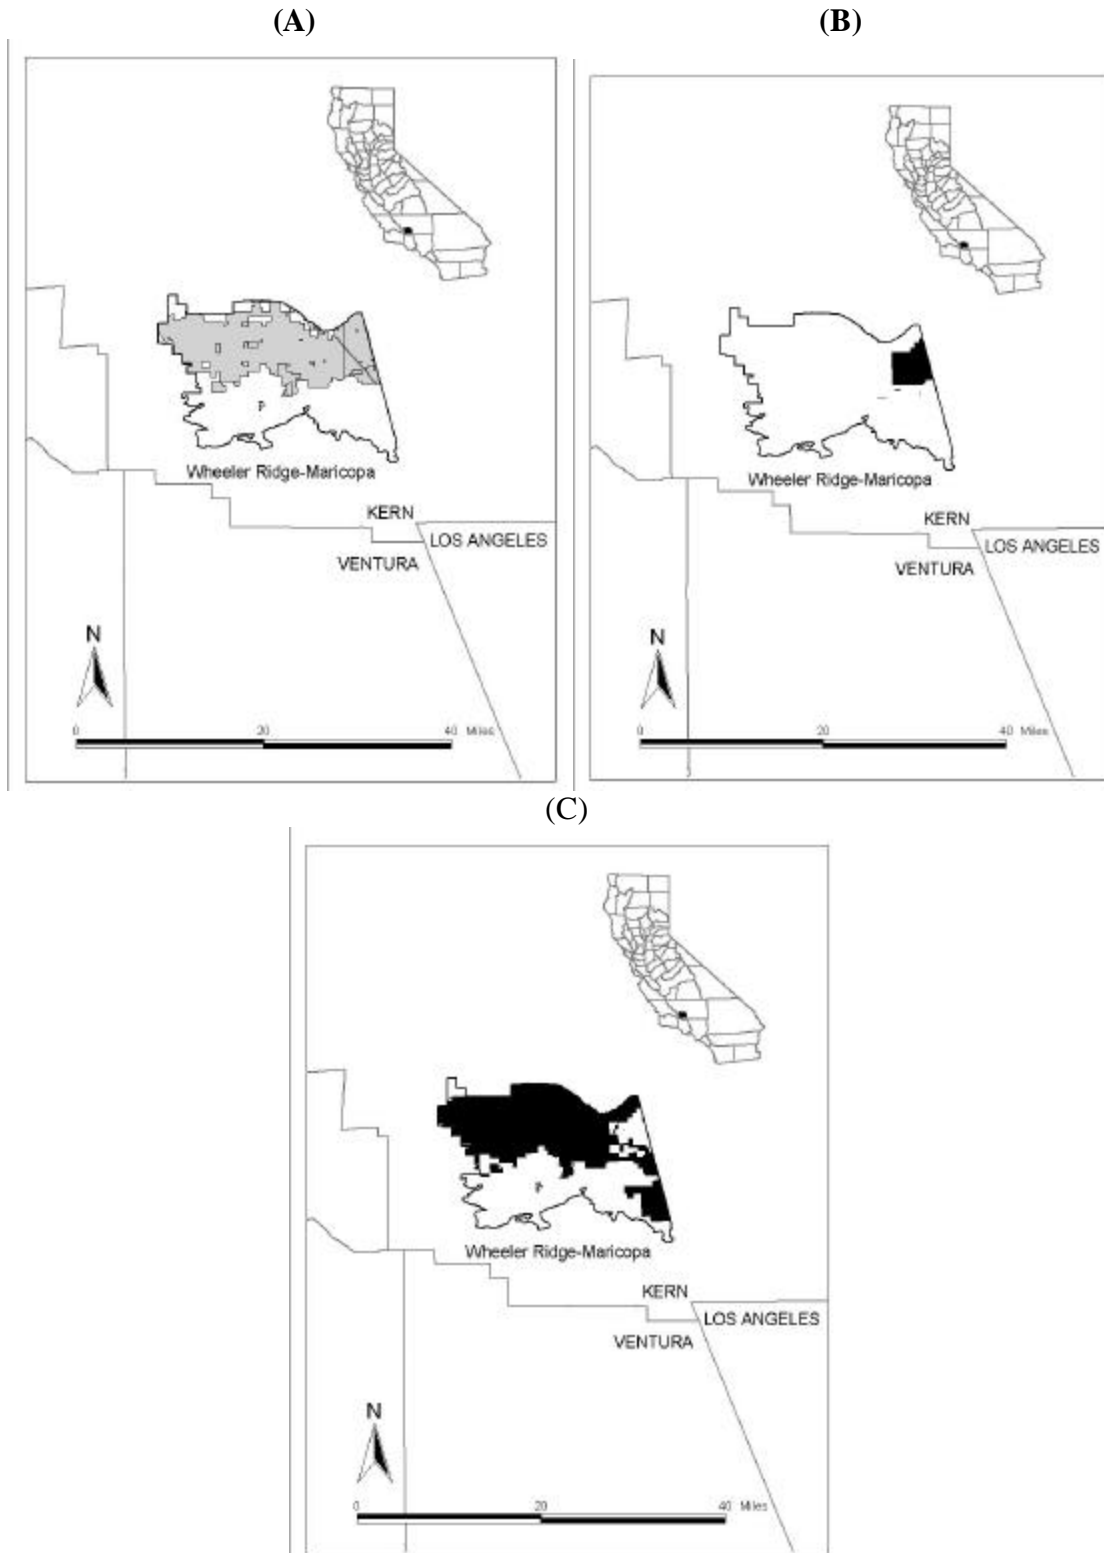 (A)
(B)
Wheeler Ridge-Maricopa
KERN
LOS ANGELES
VENTURA
N
0 20 40 Miles
Wheeler Ridge-Maricopa
KERN
LOS ANGELES
VENTURA
N
0 20 40 Miles
(C)
Wheeler Ridge-Maricopa
KERN
LOS ANGELES
VENTURA
N
0 20 40 Miles